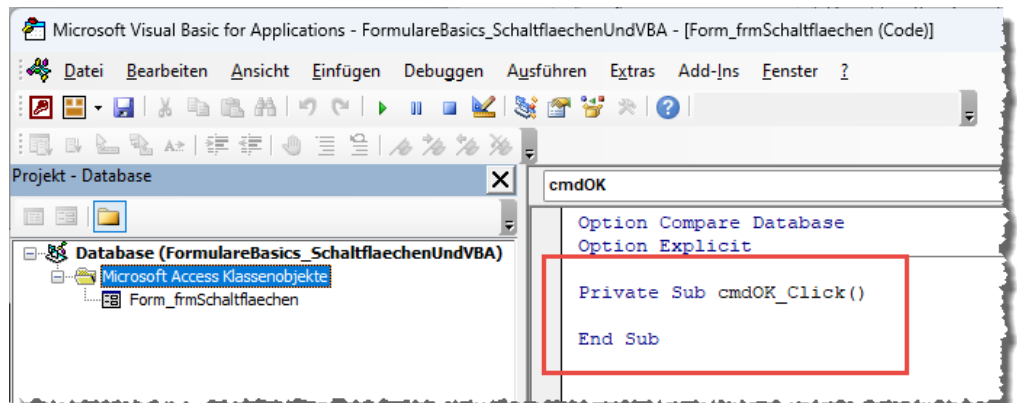 Microsoft Visual Basic for Applications - FormulareBasics_SchaltflaechenUndVBA - [Form_frmSchaltflaechen (Code)]
Datei Bearbeiten Ansicht Einfügen Debuggen Ausführen Extras Add-Ins Fenster ?
Projekt - Database
cmdOK
Database (FormulareBasics_SchaltflaechenUndVBA)
Microsoft Access Klassenobjekte
Form_frmSchaltflaechen
Option Compare Database
Option Explicit
Private Sub cmdOK_Click()
End Sub